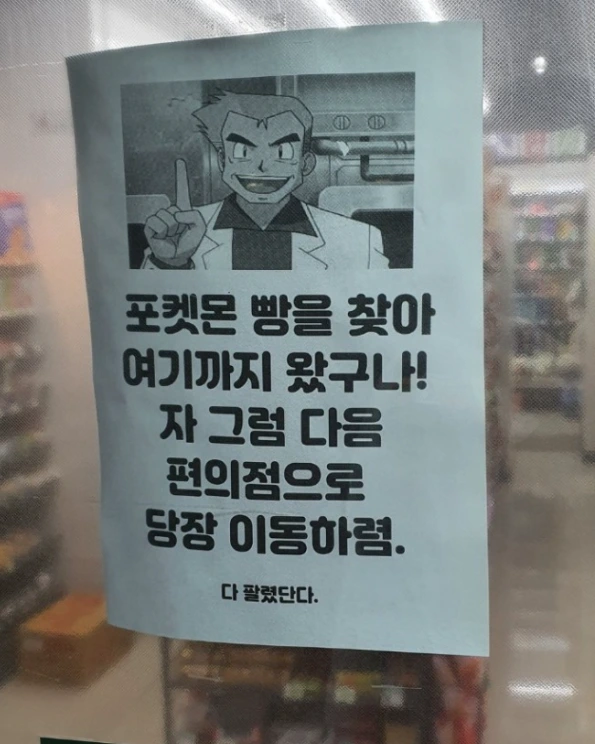 포켓몬 빵을 찾아
여기까지 왔구나!
자 그럼 다음
편의점으로
당장 이동하렴.
다 팔렸단다.